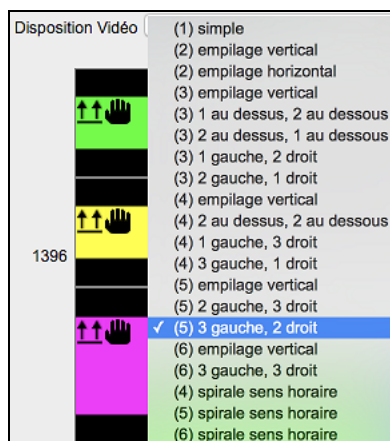 Disposition Vidéo
(1) simple
(2) empilage vertical
(2) empilage horizontal
(3) empilage vertical
(3) 1 au dessus, 2 au dessous
(3) 2 au dessus, 1 au dessous
(3) 1 gauche, 2 droit
(3) 2 gauche, 1 droit
(4) empilage vertical
(4) 2 au dessus, 2 au dessous
(4) 1 gauche, 3 droit
(4) 3 gauche, 1 droit
(5) empilage vertical
(5) 2 gauche, 3 droit
✓ (5) 3 gauche, 2 droit
(6) empilage vertical
(6) 3 gauche, 3 droit
(4) spirale sens horaire
(5) spirale sens horaire
(6) spirale sens horaire
1396